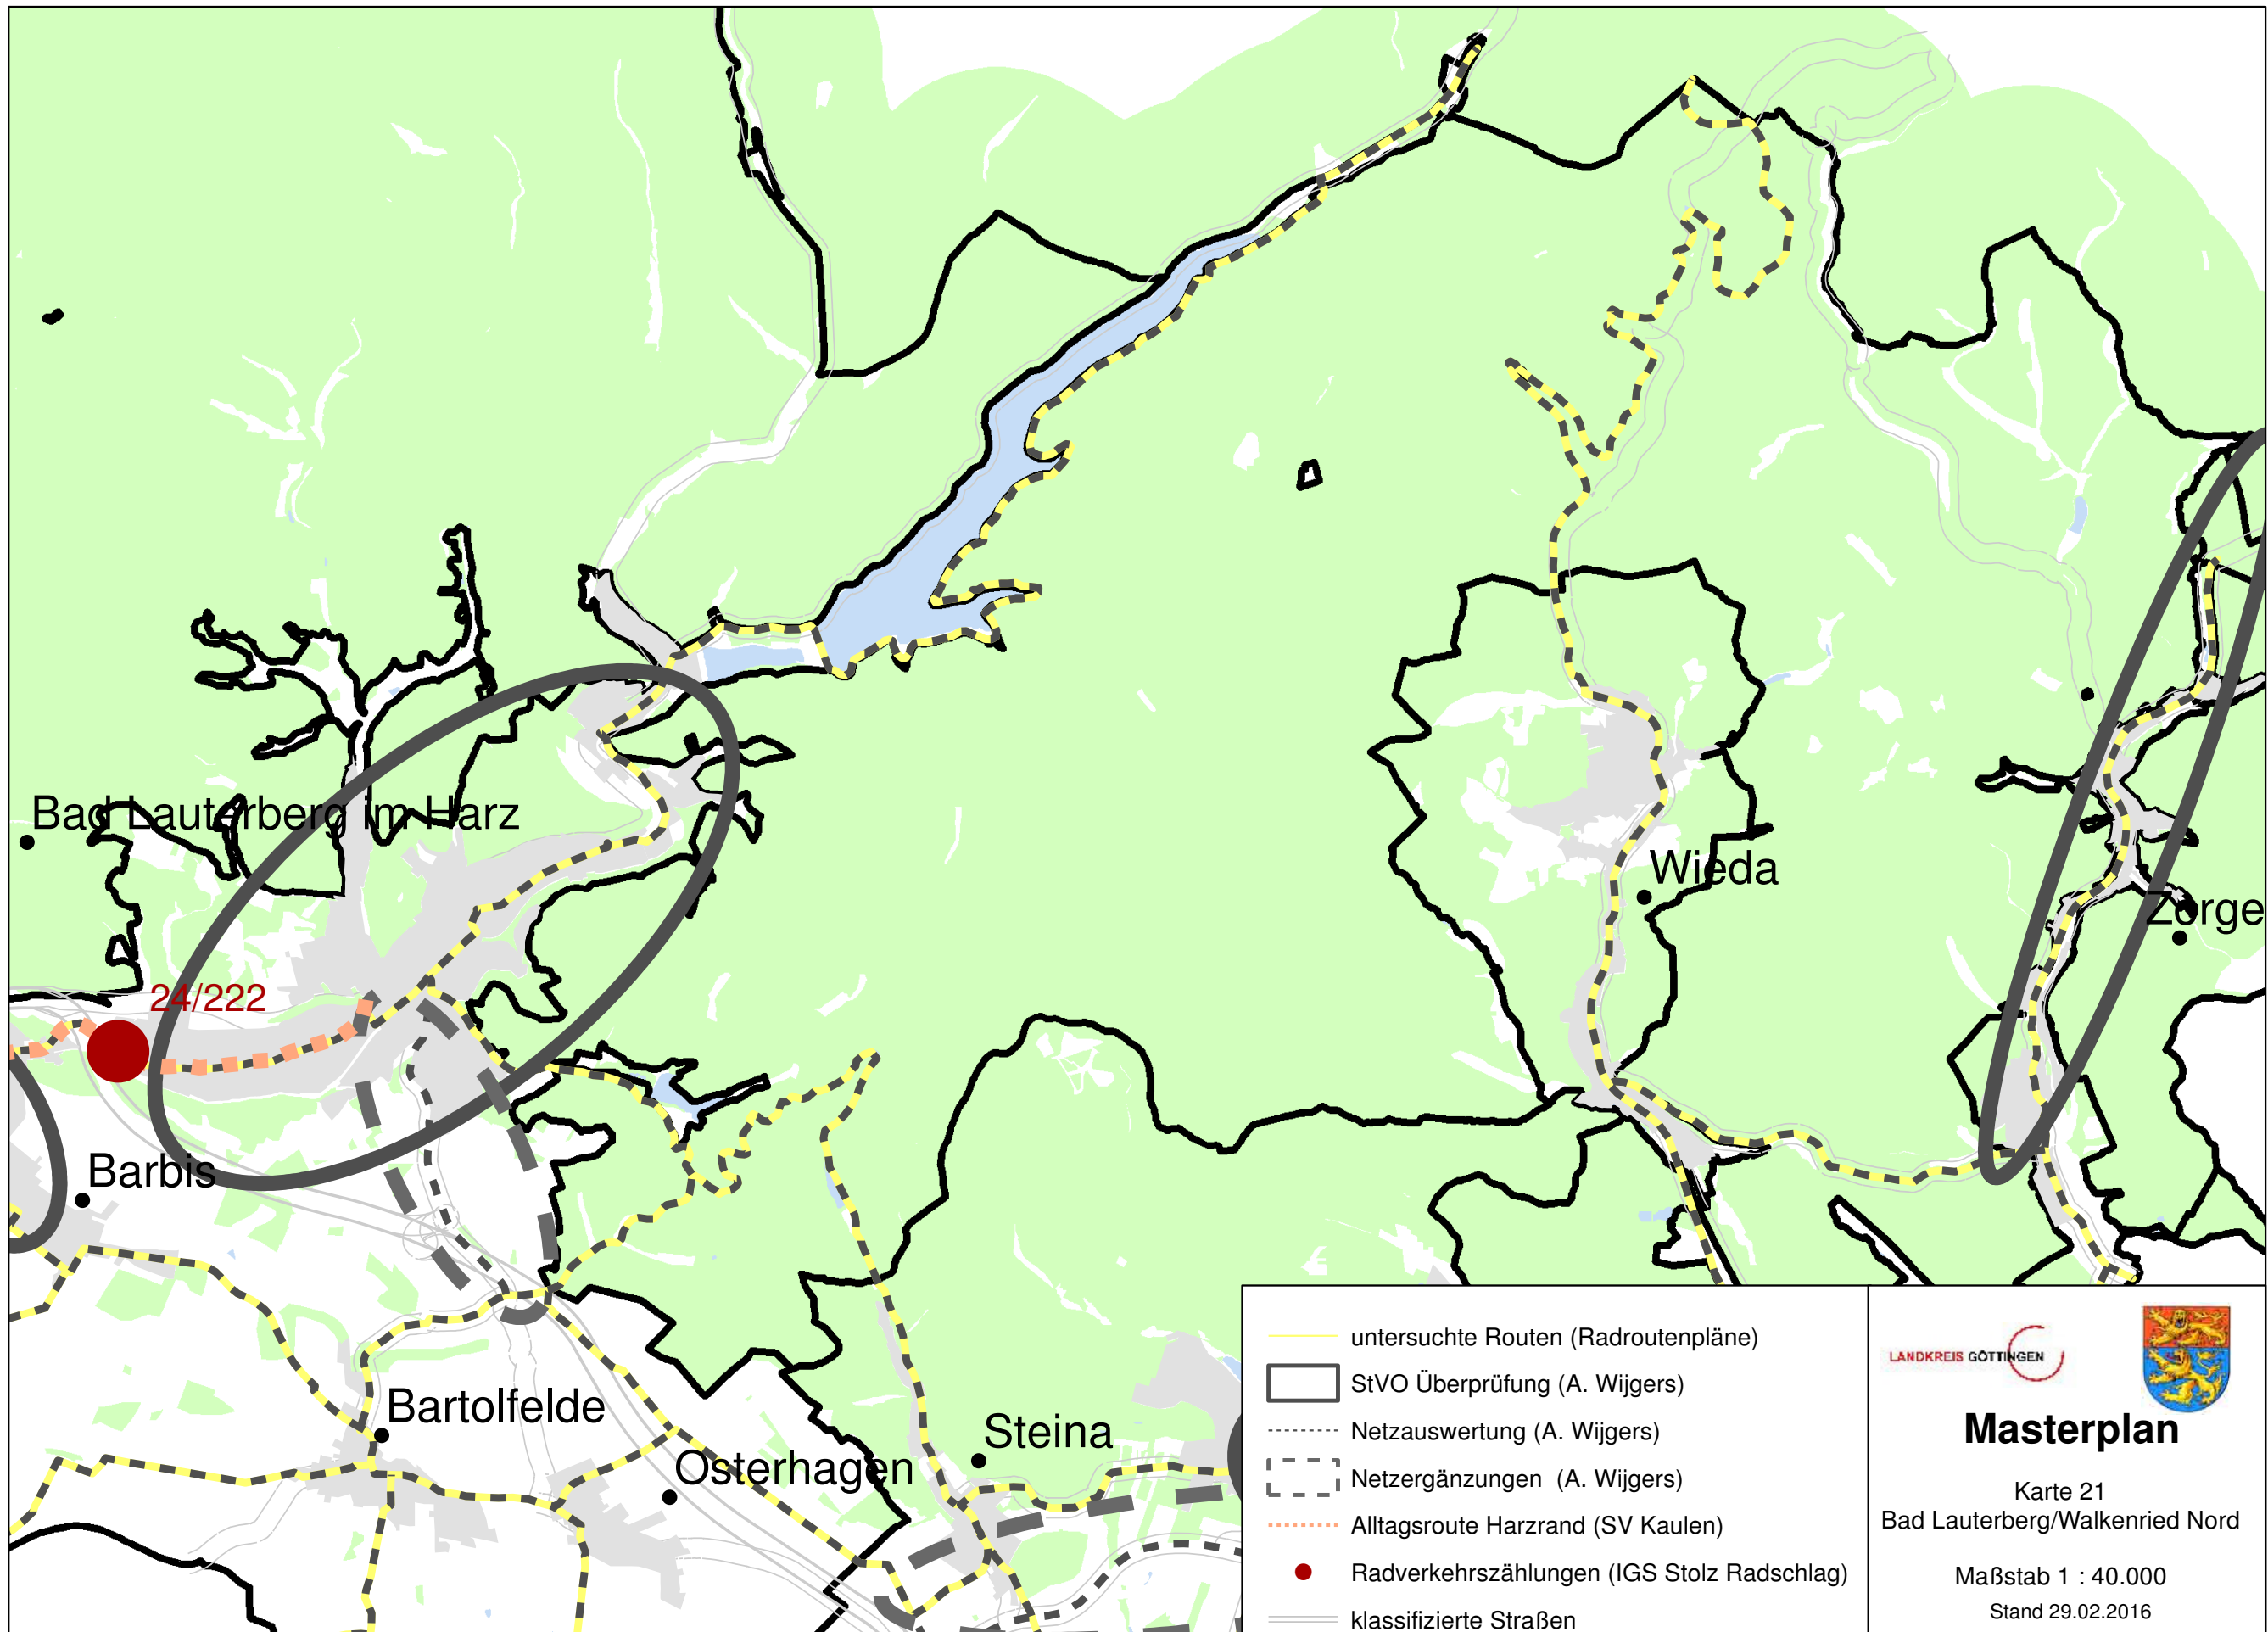 Bad Lauterberg im Harz
Wieda
Zorge
24/222
Barbis
Bartolfelde
Steina
Osterhagen
untersuchte Routen (Radroutenpläne)
StVO Überprüfung (A. Wijgers)
Netzauswertung (A. Wijgers)
Netzergänzungen (A. Wijgers)
Alltagsroute Harzrand (SV Kaulen)
Radverkehrszählungen (IGS Stolz Radschlag)
klassifizierte Straßen
LANDKREIS GÖTTINGEN
Masterplan
Karte 21
Bad Lauterberg/Walkenried Nord
Maßstab 1 : 40.000
Stand 29.02.2016